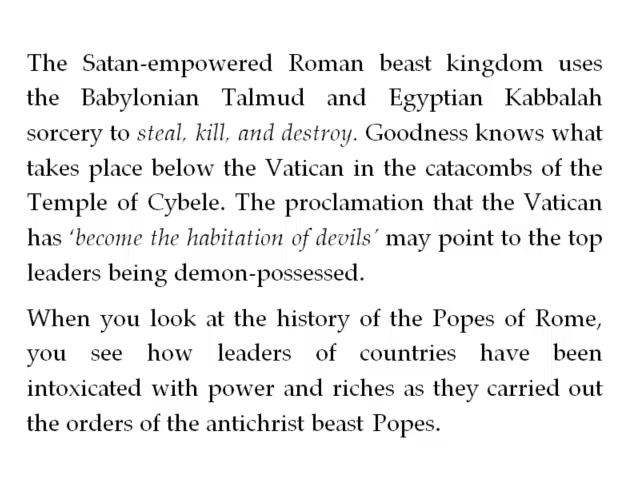 The Satan-empowered Roman beast kingdom uses
the Babylonian Talmud and Egyptian Kabbalah
sorcery to steal, kill, and destroy. Goodness knows what
takes place below the Vatican in the catacombs of the
Temple of Cybele. The proclamation that the Vatican
has ‘become the habitation of devils’ may point to the top
leaders being demon-possessed.
When you look at the history of the Popes of Rome,
you see how leaders of countries have been
intoxicated with power and riches as they carried out
the orders of the antichrist beast Popes.